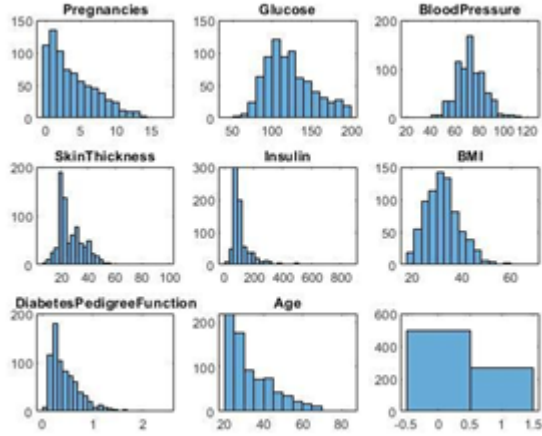 Pregnancies Glucose BloodPressure
150 150 200
100 100
100
50 50
0 0 0
0 5 10 15 50 100 150 200 20 40 60 80 100 120
SkinThickness Insulin BMI
200 300 150
200 100
100
100 50
0 0 0
20 40 60 80 100 0 200 400 600 800 20 40 60
DiabetesPedigreeFunction Age
200 200 600
400
100 100
200
0 0 0
0 1 2 20 40 60 80 -0.5 0 0.5 1 1.5